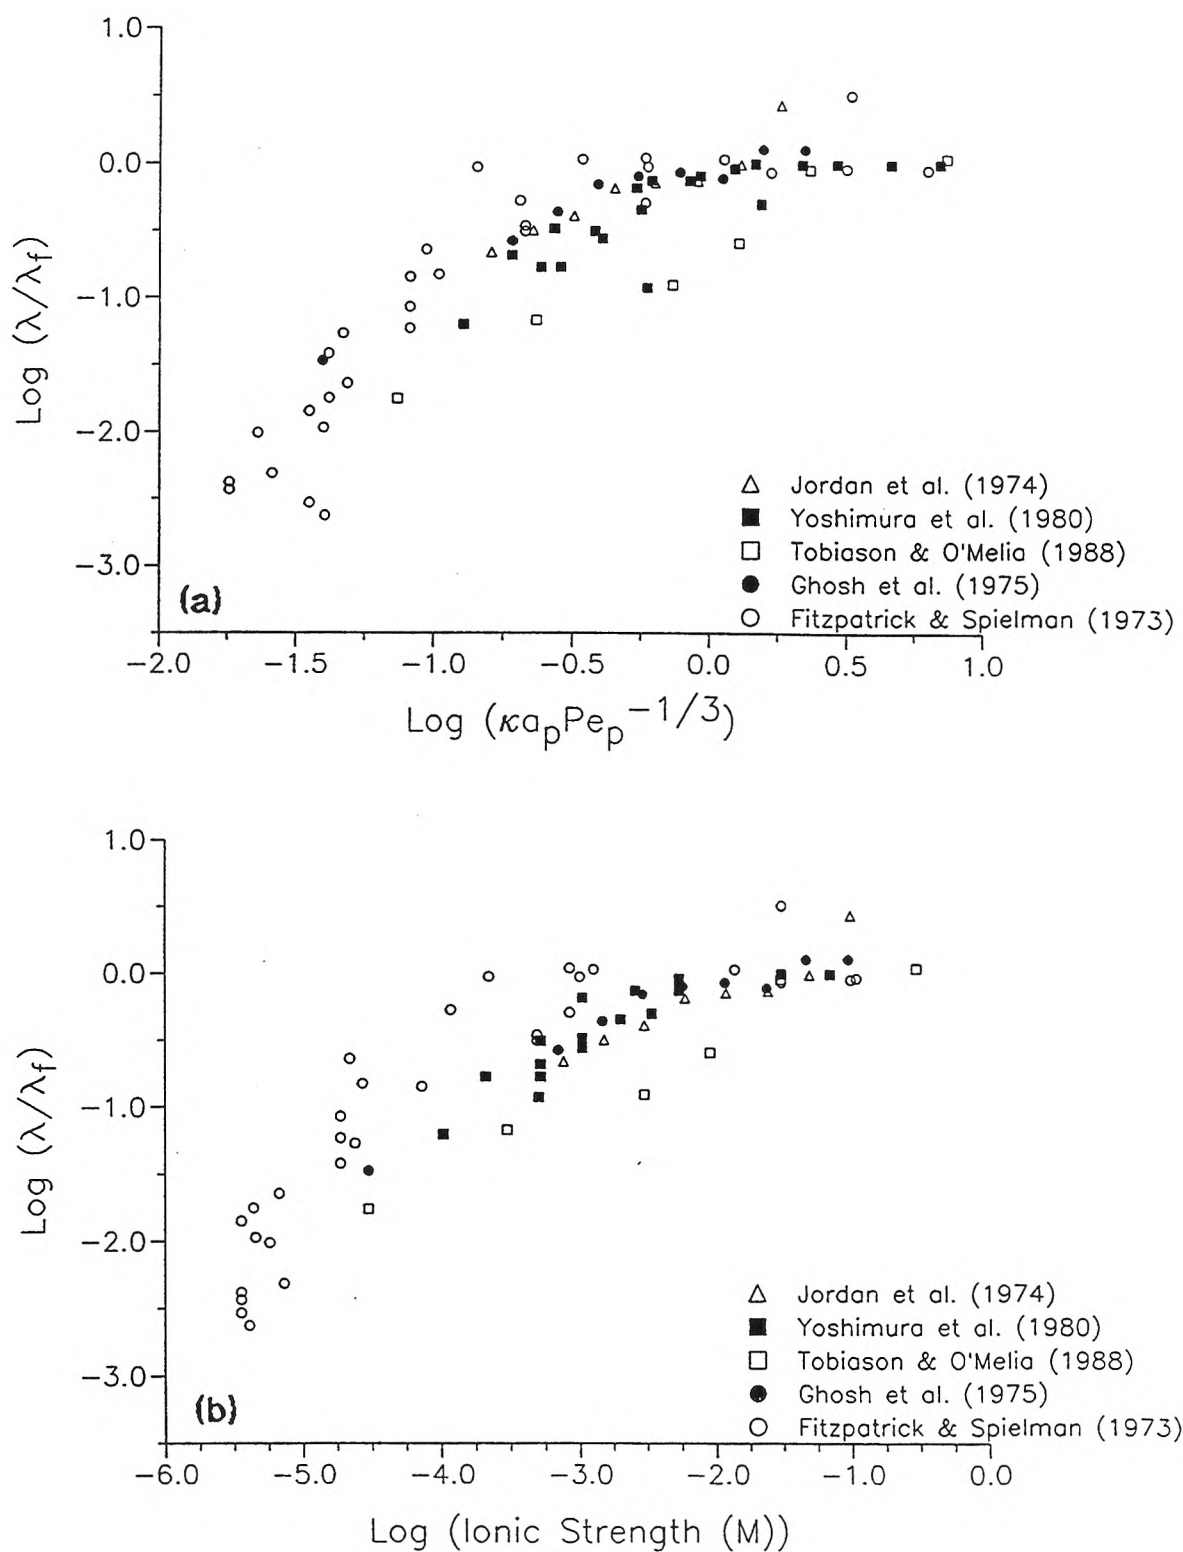 1.0
0.0
−1.0
−2.0
−3.0
Log (λ/λf)
(a)
Jordan et al. (1974)
Yoshimura et al. (1980)
Tobiason & O'Melia (1988)
Ghosh et al. (1975)
Fitzpatrick & Spielman (1973)
−2.0 −1.5 −1.0 −0.5 0.0 0.5 1.0
Log (κapPep−1/3)
1.0
0.0
−1.0
−2.0
−3.0
Log (λ/λf)
(b)
Jordan et al. (1974)
Yoshimura et al. (1980)
Tobiason & O'Melia (1988)
Ghosh et al. (1975)
Fitzpatrick & Spielman (1973)
−6.0 −5.0 −4.0 −3.0 −2.0 −1.0 0.0
Log (Ionic Strength (M))